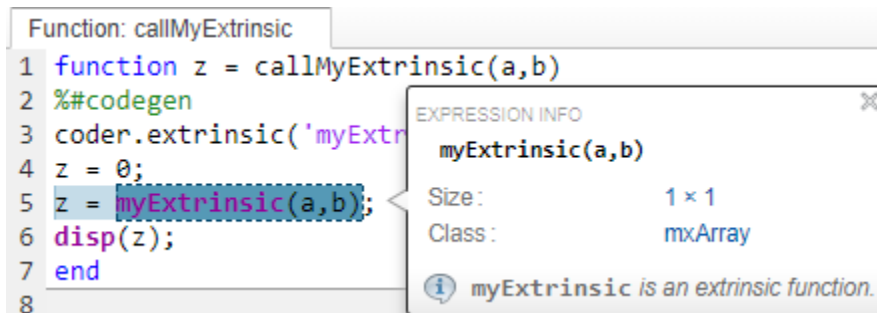 Function: callMyExtrinsic
1 function z = callMyExtrinsic(a,b)
2 %#codegen
3 coder.extrinsic('myExtr
4 z = 0;
5 z = myExtrinsic(a,b);
6 disp(z);
7 end
8
EXPRESSION INFO
myExtrinsic(a,b)
Size: 1 × 1
Class: mxArray
myExtrinsic is an extrinsic function.